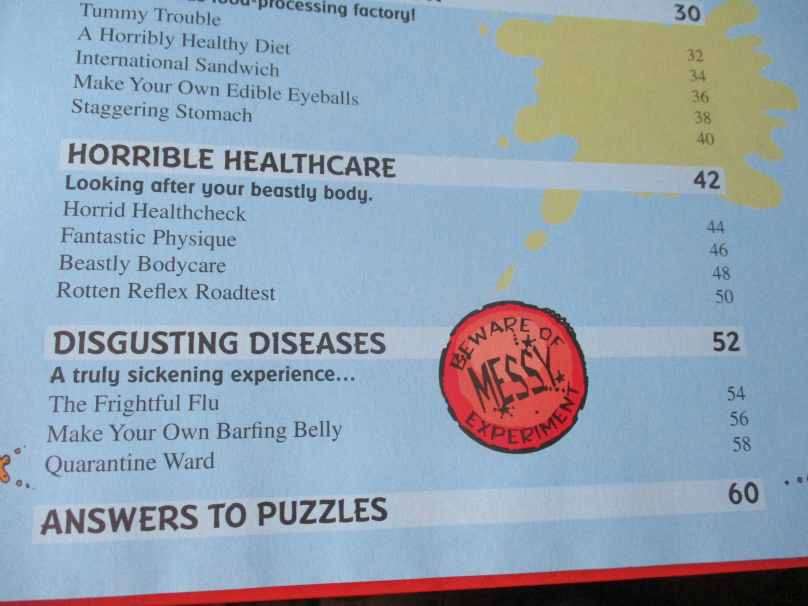 food-processing factory! 30
Tummy Trouble 32
A Horribly Healthy Diet 34
International Sandwich 36
Make Your Own Edible Eyeballs 38
Staggering Stomach 40
HORRIBLE HEALTHCARE 42
Looking after your beastly body.
Horrid Healthcheck 44
Fantastic Physique 46
Beastly Bodycare 48
Rotten Reflex Roadtest 50
DISGUSTING DISEASES 52
A truly sickening experience...
The Frightful Flu 54
Make Your Own Barfing Belly 56
Quarantine Ward 58
BEWARE OF
MESSY
EXPERIMENT
ANSWERS TO PUZZLES 60